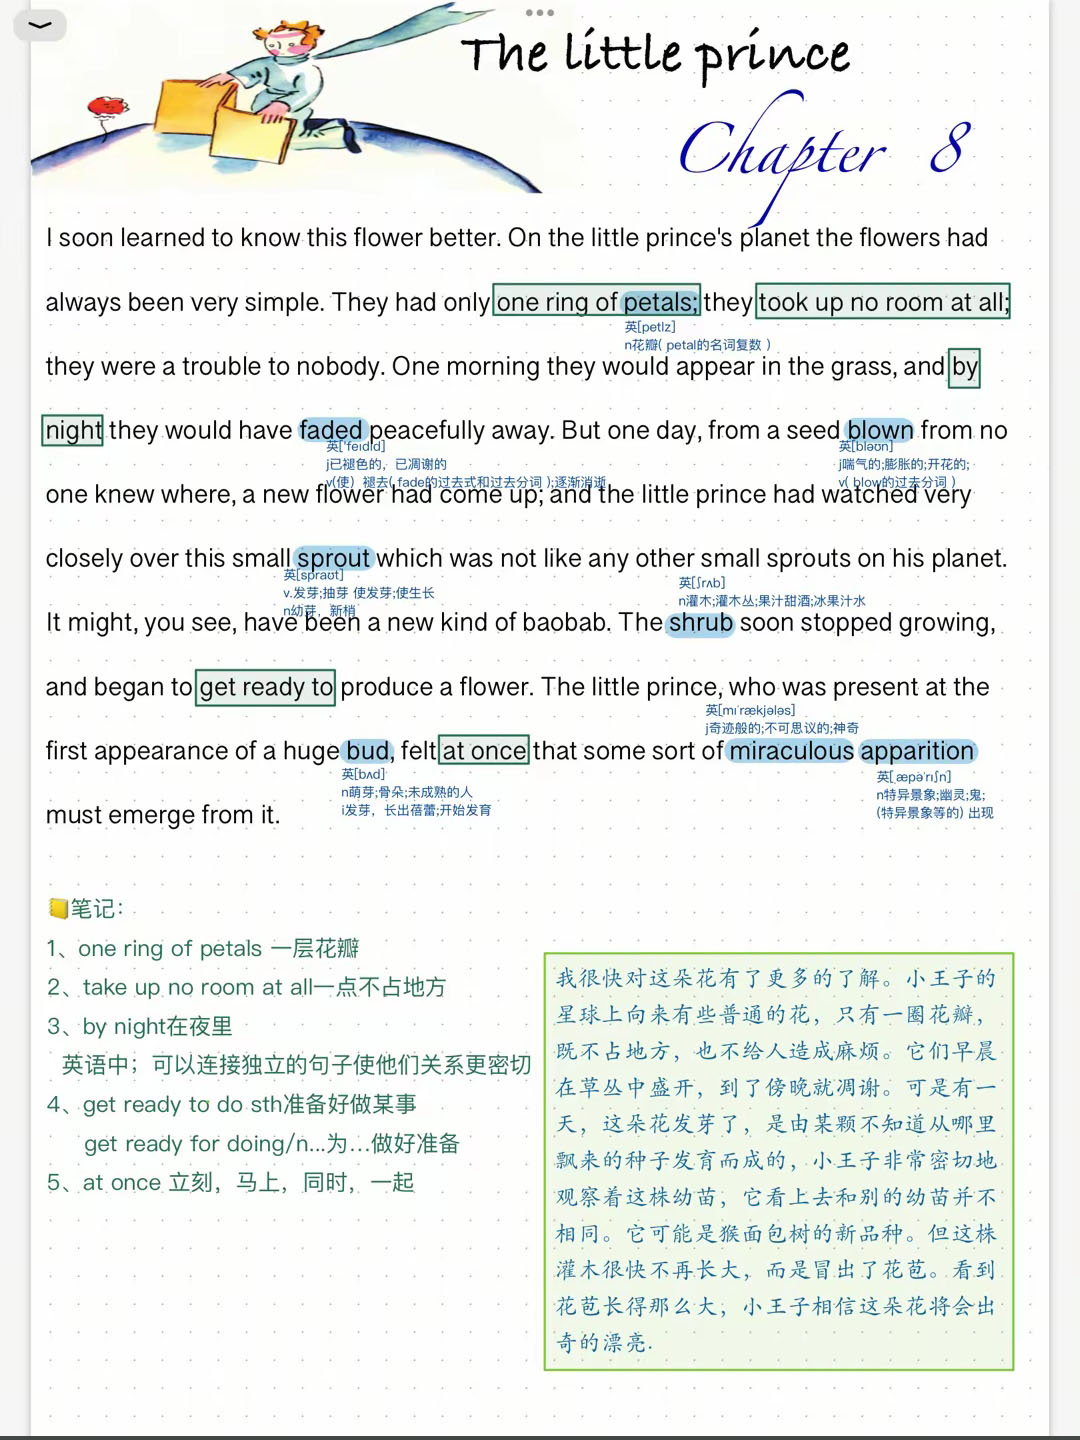 The little prince
Chapter 8
I soon learned to know this flower better. On the little prince's planet the flowers had
always been very simple. They had only one ring of petals; they took up no room at all;
英[petlz]
n花瓣( petal的名词复数 )
they were a trouble to nobody. One morning they would appear in the grass, and by
night they would have faded peacefully away. But one day, from a seed blown from no
英['feɪdɪd]
j已褪色的，已凋谢的
v(使）褪去( fade的过去式和过去分词 );逐渐消逝
英[bləʊn]
j喘气的;膨胀的;开花的;
v( blow的过去分词 )
one knew where, a new flower had come up; and the little prince had watched very
closely over this small sprout which was not like any other small sprouts on his planet.
英[spraʊt]
v.发芽;抽芽 使发芽;使生长
n幼芽，新梢
英[ʃrʌb]
n灌木;灌木丛;果汁甜酒;冰果汁水
It might, you see, have been a new kind of baobab. The shrub soon stopped growing,
and began to get ready to produce a flower. The little prince, who was present at the
英[mɪˈrækjələs]
j奇迹般的;不可思议的;神奇
first appearance of a huge bud, felt at once that some sort of miraculous apparition
英[bʌd]
n萌芽;骨朵;未成熟的人
i发芽，长出蓓蕾;开始发育
英[ˌæpəˈrɪʃn]
n特异景象;幽灵;鬼;
(特异景象等的) 出现
must emerge from it.
笔记：
1、one ring of petals 一层花瓣
2、take up no room at all一点不占地方
3、by night在夜里
英语中；可以连接独立的句子使他们关系更密切
4、get ready to do sth准备好做某事
get ready for doing/n...为…做好准备
5、at once 立刻，马上，同时，一起
我很快对这朵花有了更多的了解。小王子的
星球上向来有些普通的花，只有一圈花瓣，
既不占地方，也不给人造成麻烦。它们早晨
在草丛中盛开，到了傍晚就凋谢。可是有一
天，这朵花发芽了，是由某颗不知道从哪里
飘来的种子发育而成的，小王子非常密切地
观察着这株幼苗，它看上去和别的幼苗并不
相同。它可能是猴面包树的新品种。但这株
灌木很快不再长大，而是冒出了花苞。看到
花苞长得那么大，小王子相信这朵花将会出
奇的漂亮.